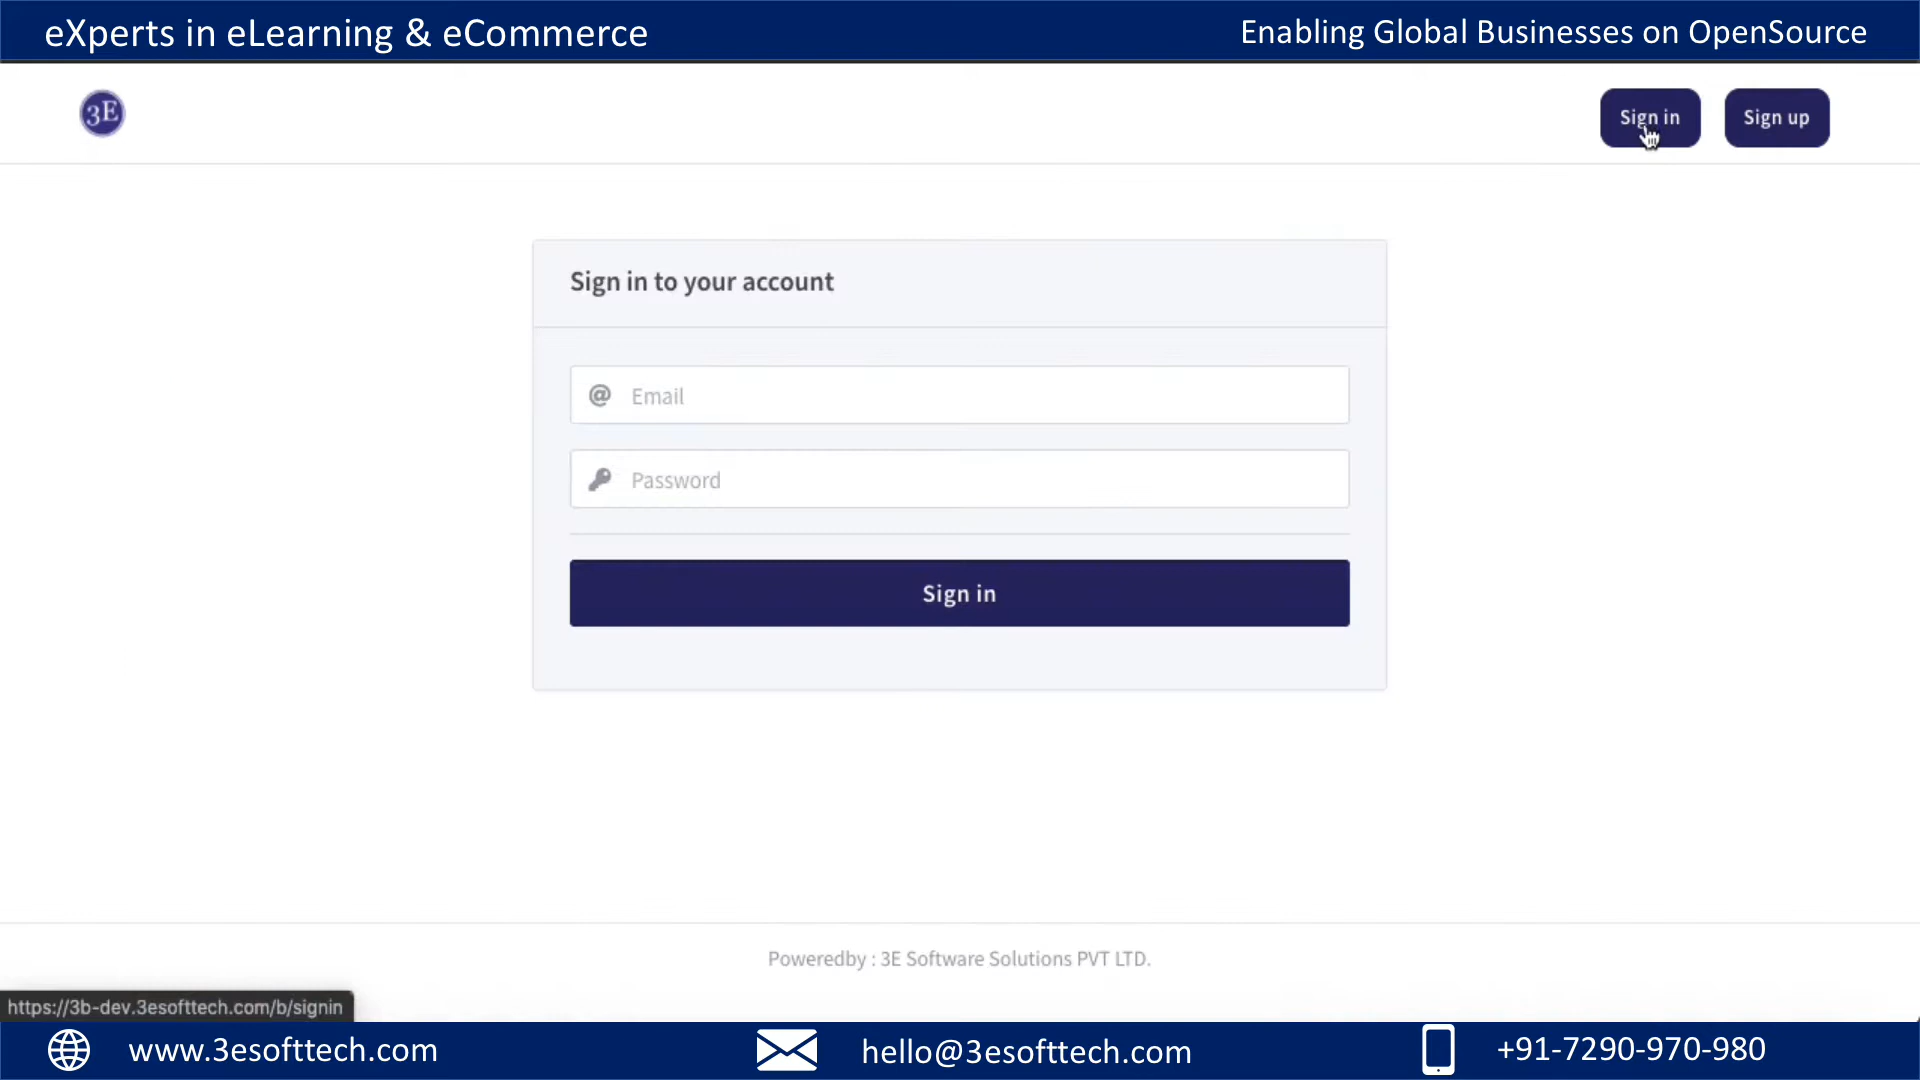 eXperts in eLearning & eCommerce
Enabling Global Businesses on OpenSource
3E
Sign in
Sign up
Sign in to your account
@ Email
Password
Sign in
Poweredby : 3E Software Solutions PVT LTD.
https://3b-dev.3esofttech.com/b/signin
www.3esofttech.com
hello@3esofttech.com
+91-7290-970-980